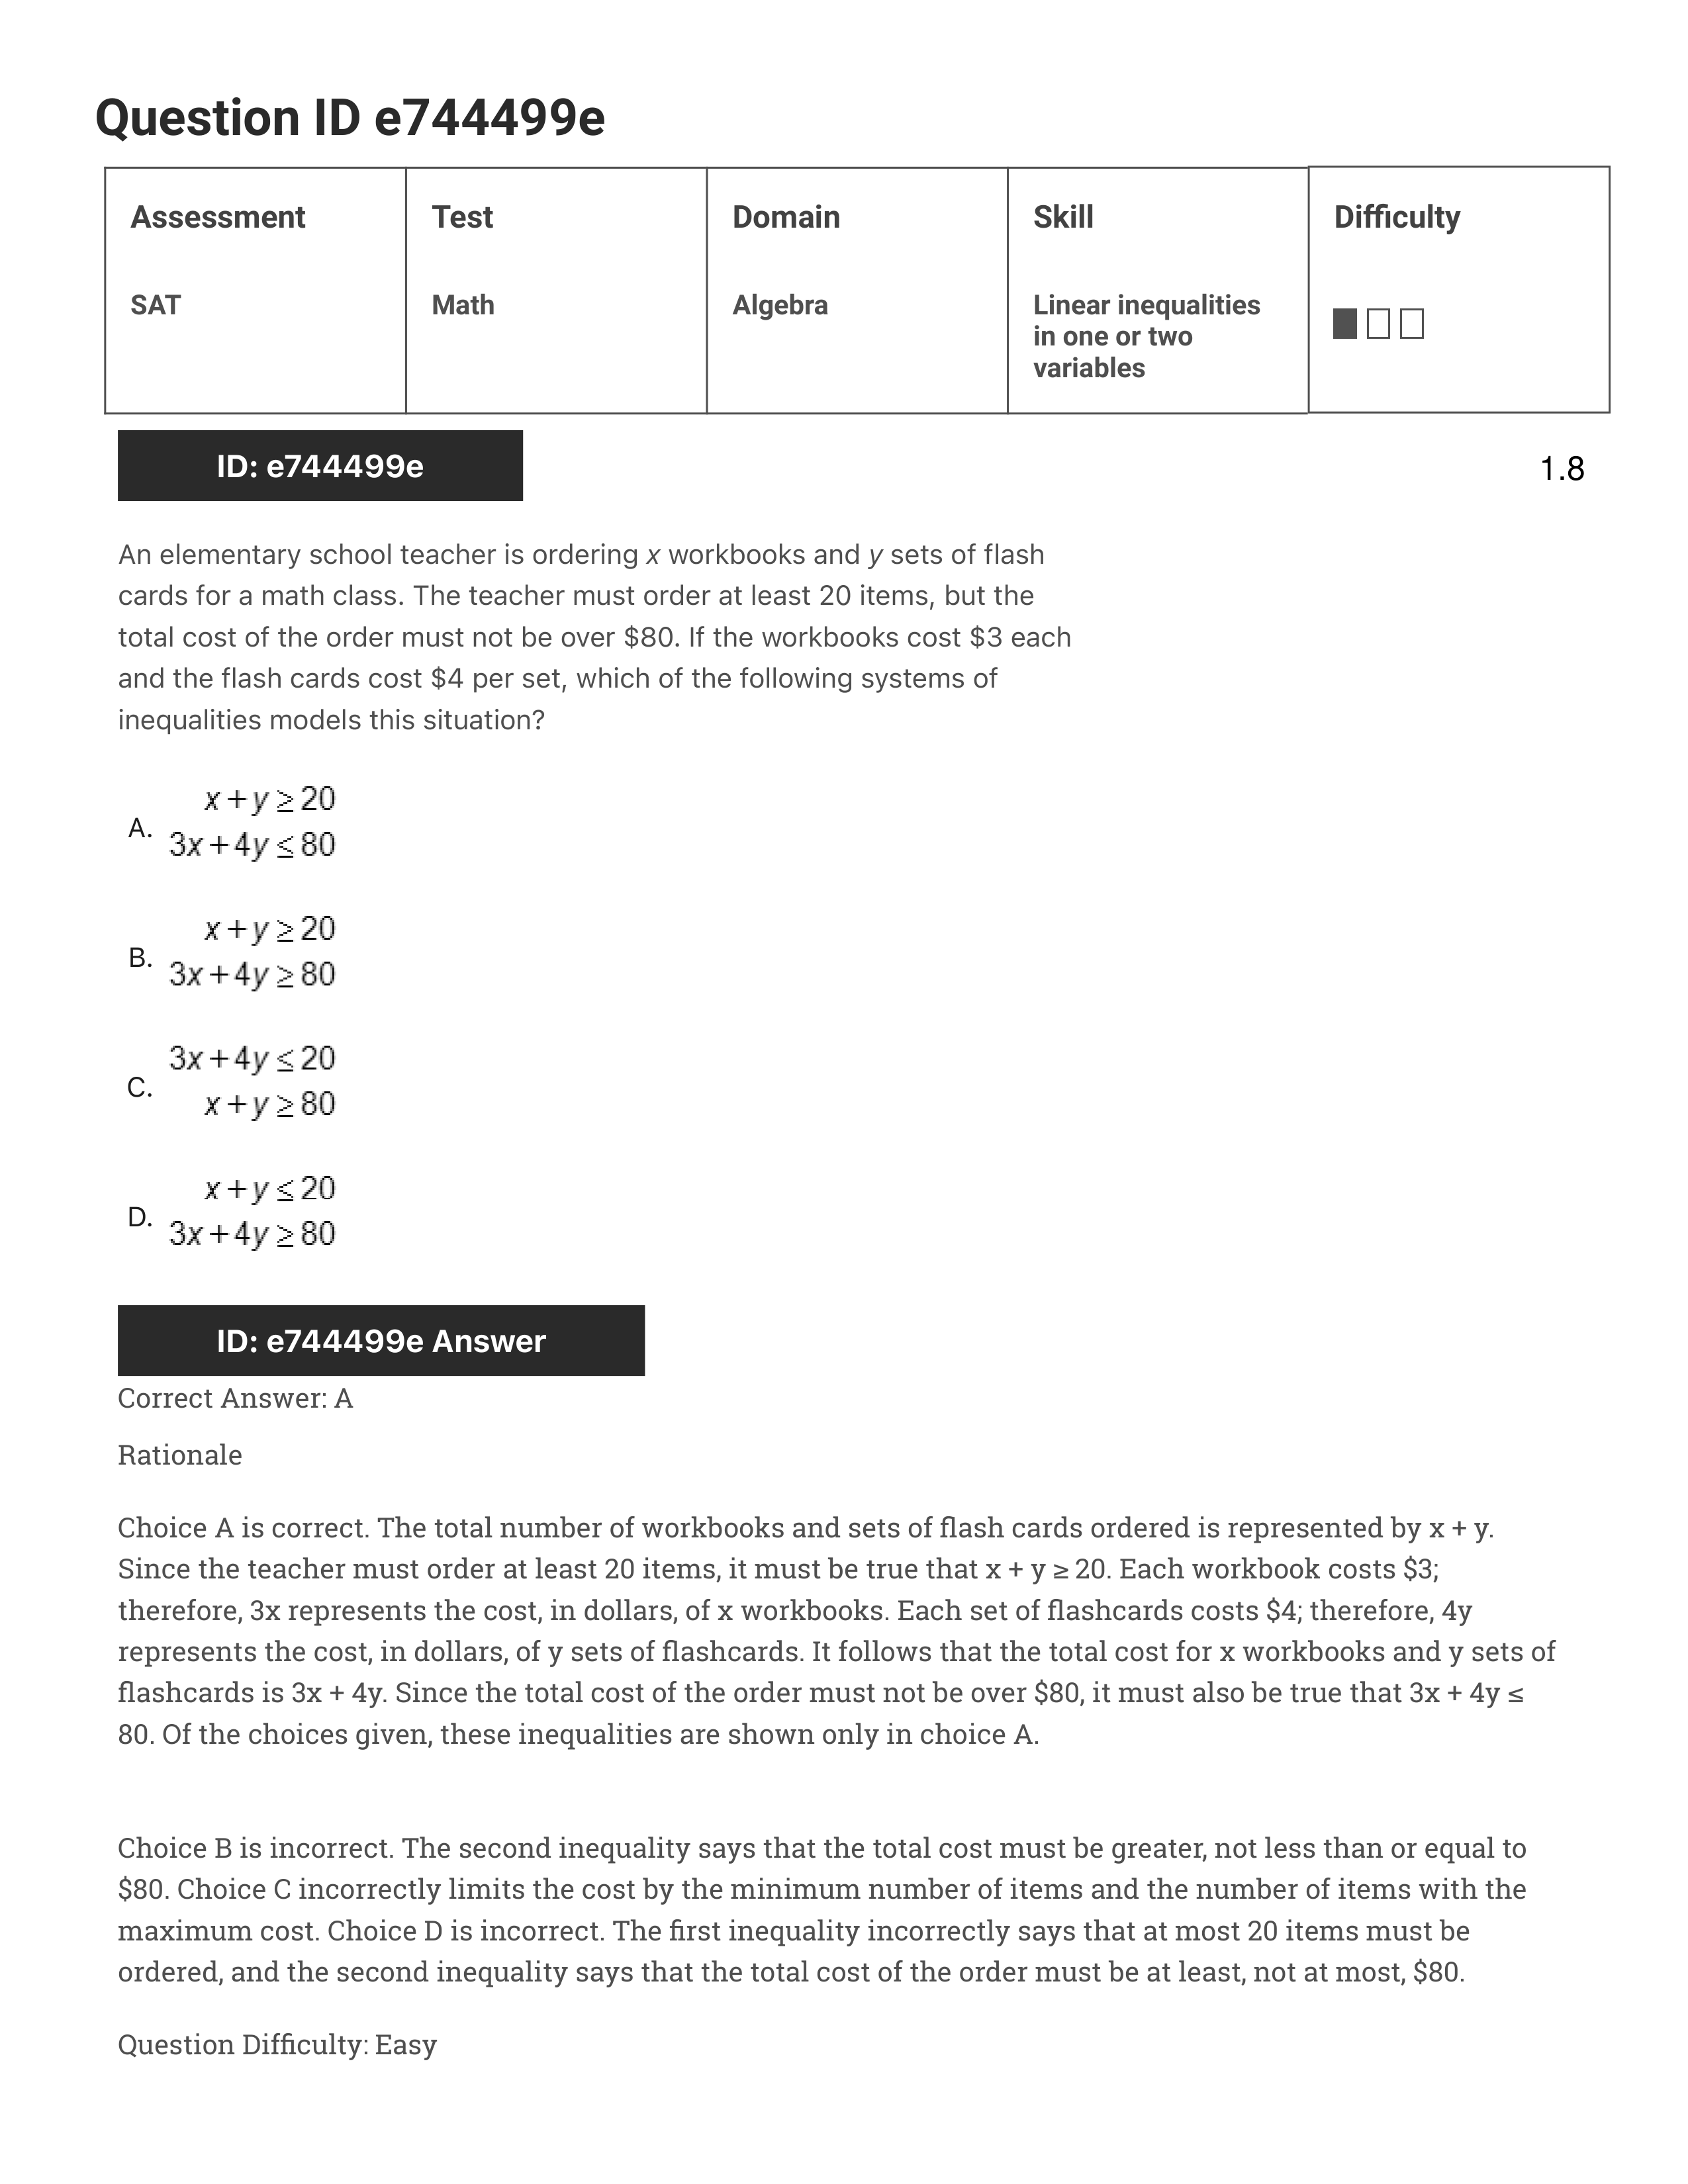 Question ID e744499e
Assessment
Test
Domain
Skill
Difficulty
SAT
Math
Algebra
Linear inequalities
in one or two
variables
ID: e744499e
1.8
An elementary school teacher is ordering x workbooks and y sets of flash
cards for a math class. The teacher must order at least 20 items, but the
total cost of the order must not be over $80. If the workbooks cost $3 each
and the flash cards cost $4 per set, which of the following systems of
inequalities models this situation?
A.
x + y ≥ 20
3x + 4y ≤ 80
B.
x + y ≥ 20
3x + 4y ≥ 80
C.
3x + 4y ≤ 20
x + y ≥ 80
D.
x + y ≤ 20
3x + 4y ≥ 80
ID: e744499e Answer
Correct Answer: A
Rationale
Choice A is correct. The total number of workbooks and sets of flash cards ordered is represented by x + y.
Since the teacher must order at least 20 items, it must be true that x + y ≥ 20. Each workbook costs $3;
therefore, 3x represents the cost, in dollars, of x workbooks. Each set of flashcards costs $4; therefore, 4y
represents the cost, in dollars, of y sets of flashcards. It follows that the total cost for x workbooks and y sets of
flashcards is 3x + 4y. Since the total cost of the order must not be over $80, it must also be true that 3x + 4y ≤
80. Of the choices given, these inequalities are shown only in choice A.
Choice B is incorrect. The second inequality says that the total cost must be greater, not less than or equal to
$80. Choice C incorrectly limits the cost by the minimum number of items and the number of items with the
maximum cost. Choice D is incorrect. The first inequality incorrectly says that at most 20 items must be
ordered, and the second inequality says that the total cost of the order must be at least, not at most, $80.
Question Difficulty: Easy